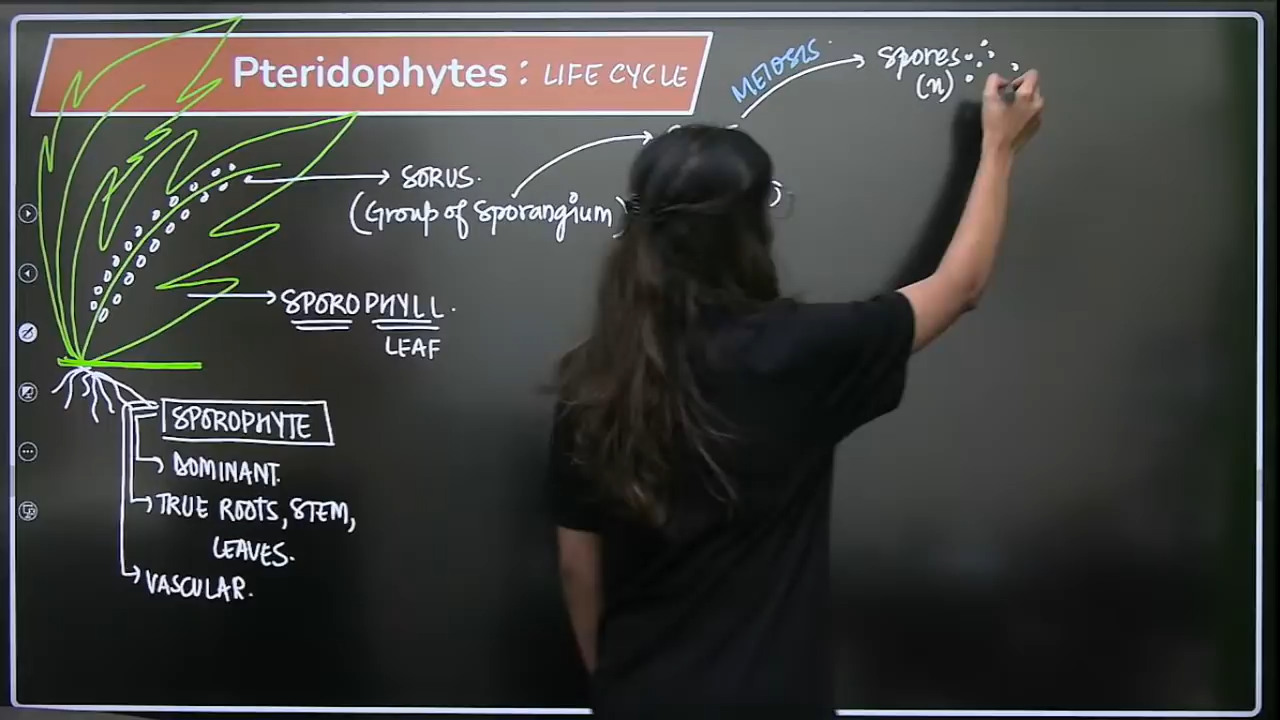 Pteridophytes : LIFE CYCLE
MEIOSIS.
spores
(n)
SORUS.
(Group of Sporangium)
SPOROPHYLL.
LEAF
SPOROPHYTE
DOMINANT.
TRUE ROOTS, STEM,
LEAVES.
VASCULAR.